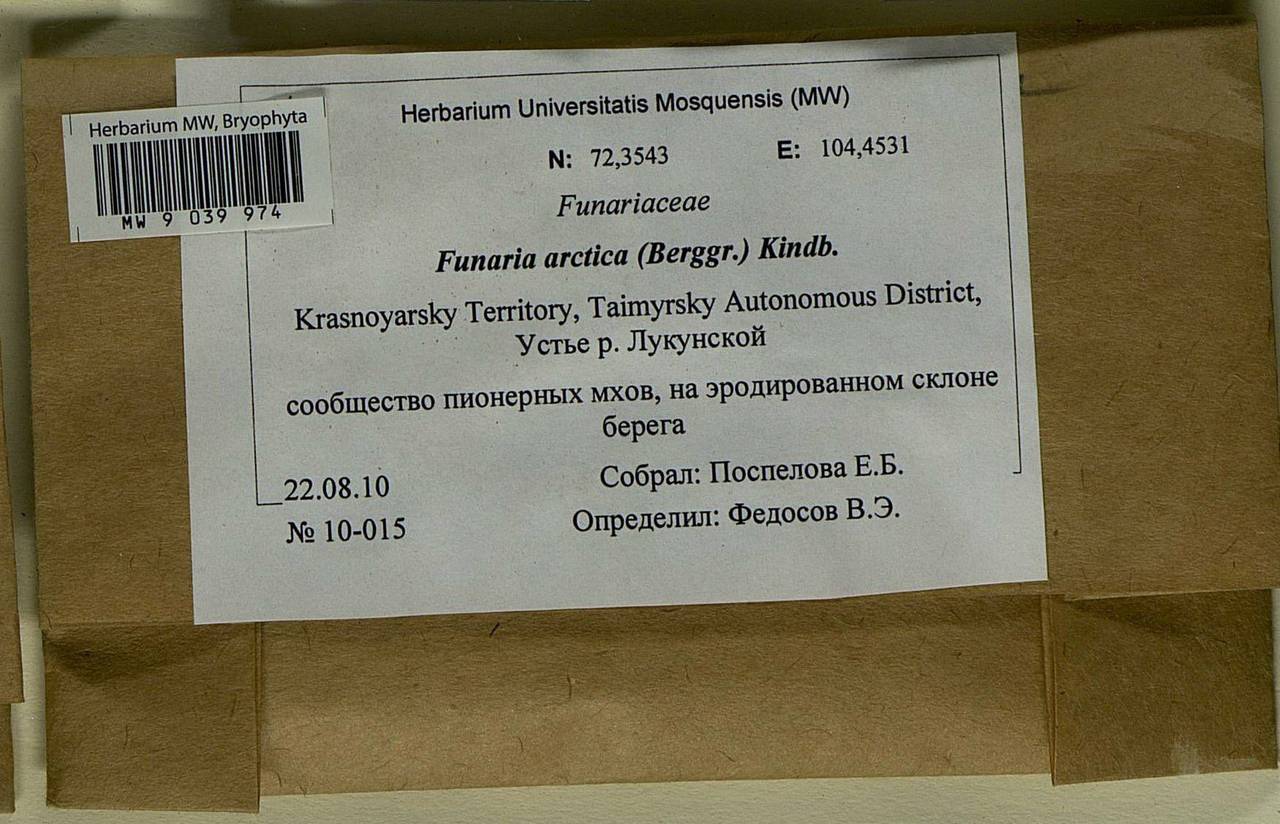 Herbarium Universitatis Mosquensis (MW)
Herbarium MW, Bryophyta
MW 9 039 974
N: 72,3543 E: 104,4531
Funariaceae
Funaria arctica (Berggr.) Kindb.
Krasnoyarsky Territory, Taimyrsky Autonomous District,
Устье р. Лукунской
сообщество пионерных мхов, на эродированном склоне
берега
22.08.10 Собрал: Поспелова Е.Б.
№ 10-015 Определил: Федосов В.Э.